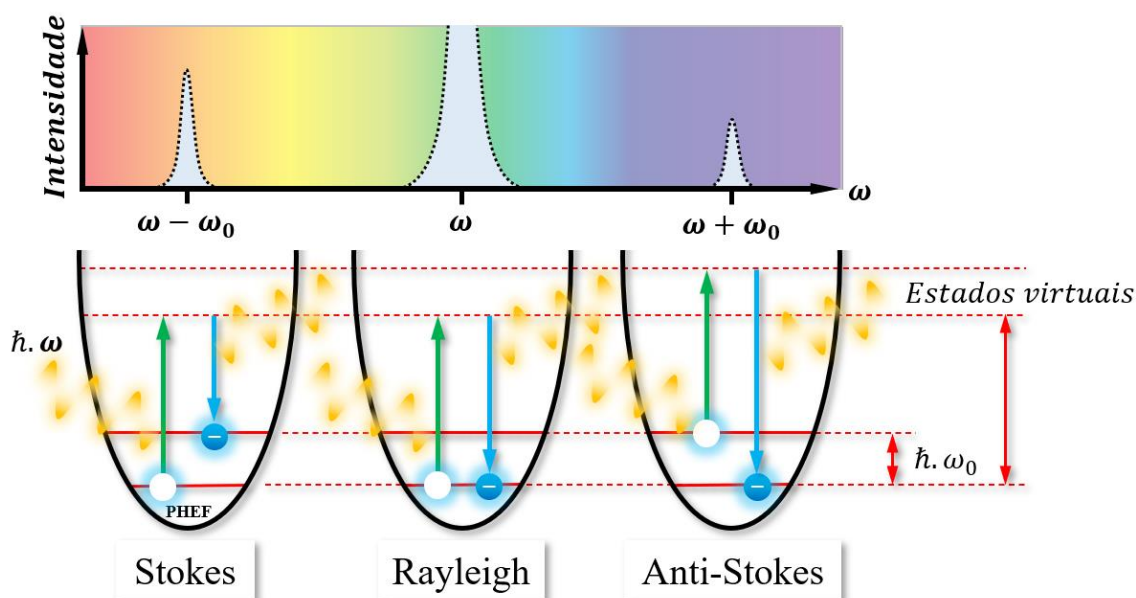 Intensidade
ω
ω − ω₀
ω
ω + ω₀
Estados virtuais
ħ. ω
−
−
−
ħ. ω₀
PHEF
Stokes
Rayleigh
Anti-Stokes